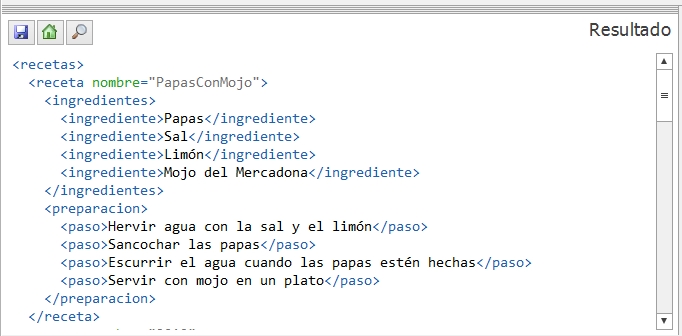 Resultado
<recetas>
<receta nombre="PapasConMojo">
<ingredientes>
<ingrediente>Papas</ingrediente>
<ingrediente>Sal</ingrediente>
<ingrediente>Limón</ingrediente>
<ingrediente>Mojo del Mercadona</ingrediente>
</ingredientes>
<preparacion>
<paso>Hervir agua con la sal y el limón</paso>
<paso>Sancochar las papas</paso>
<paso>Escurrir el agua cuando las papas estén hechas</paso>
<paso>Servir con mojo en un plato</paso>
</preparacion>
</receta>